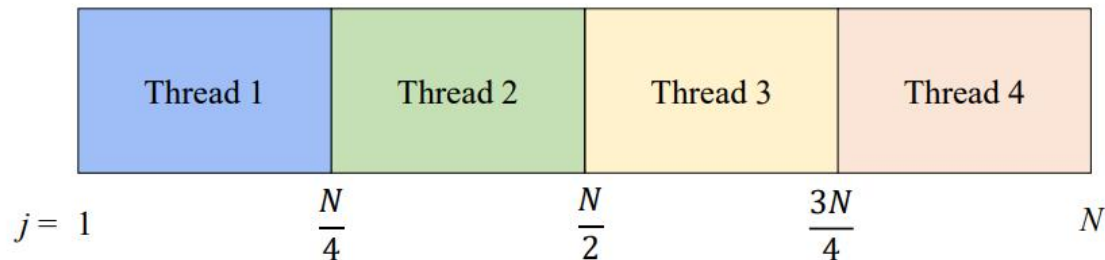 Thread 1 Thread 2 Thread 3 Thread 4
j = 1 N/4 N/2 3N/4 N